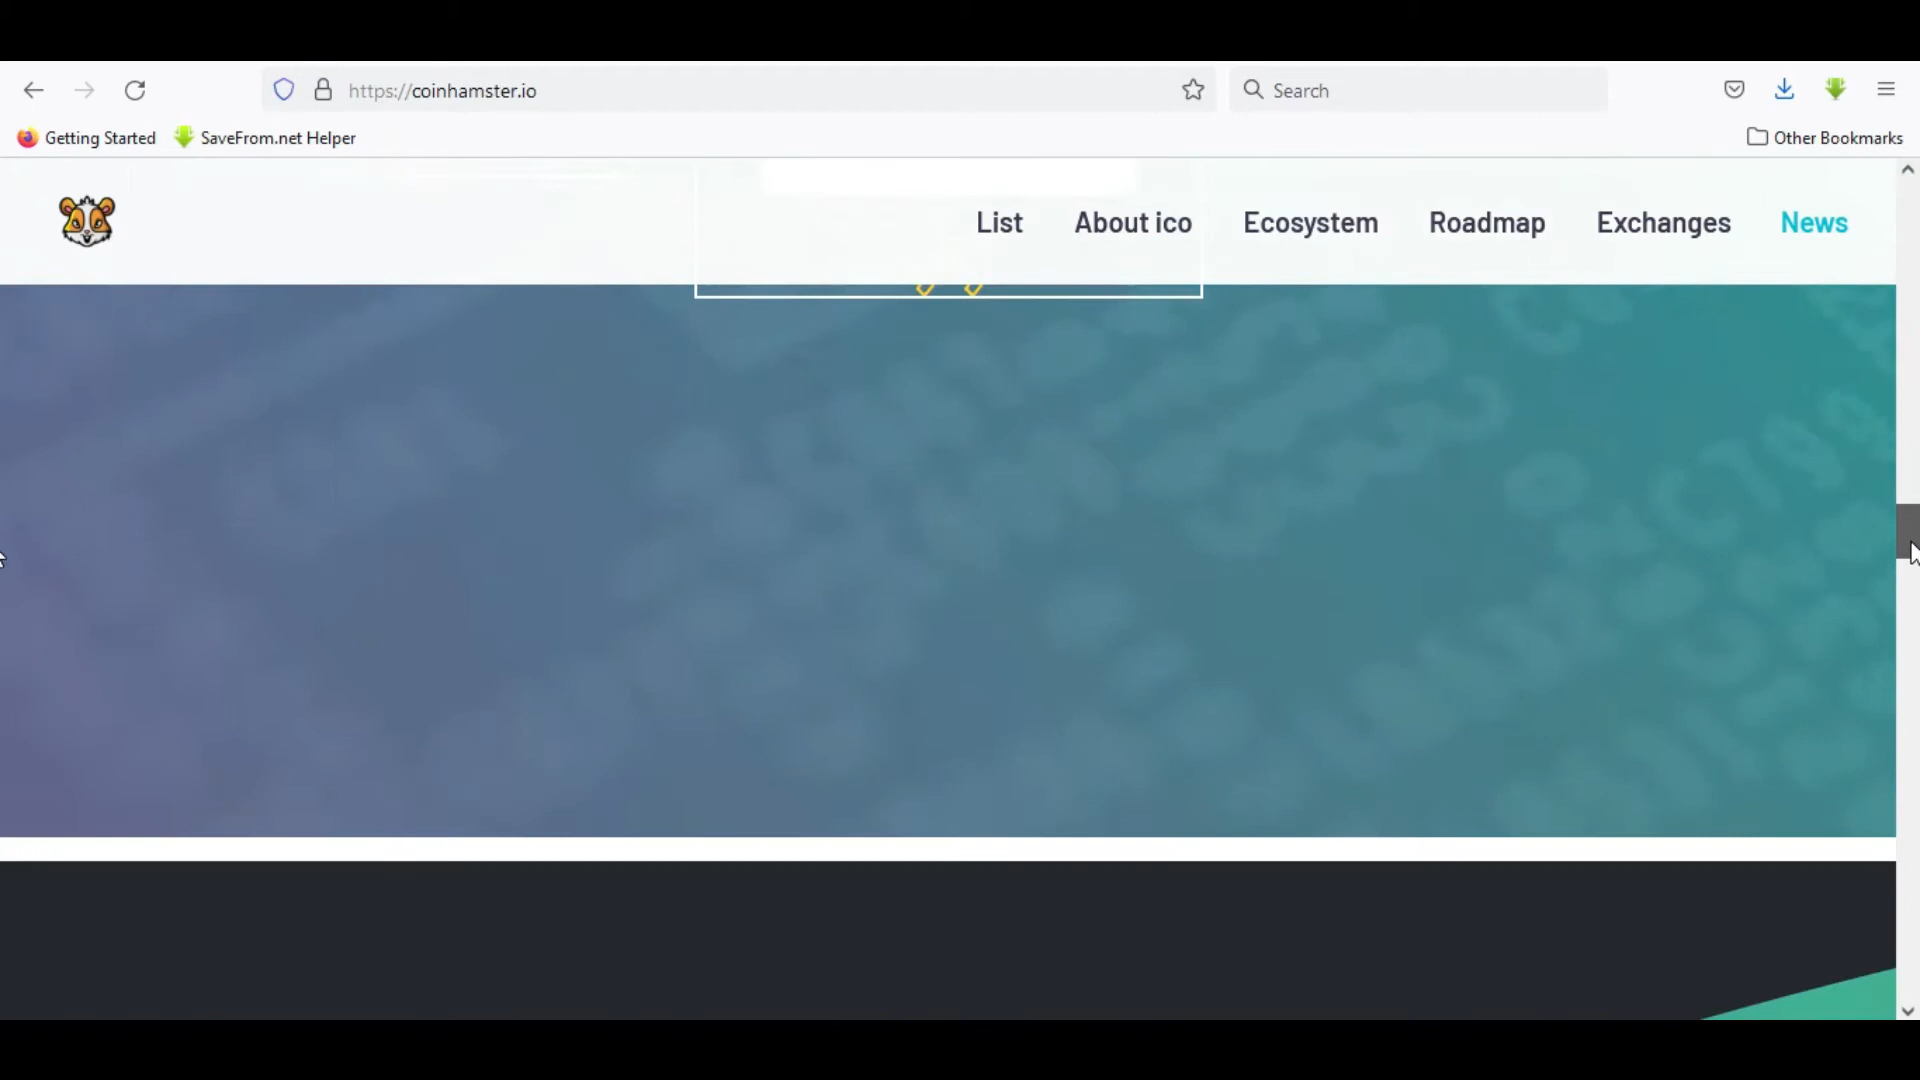 https://coinhamster.io
Search
Getting Started
SaveFrom.net Helper
Other Bookmarks
List
About ico
Ecosystem
Roadmap
Exchanges
News